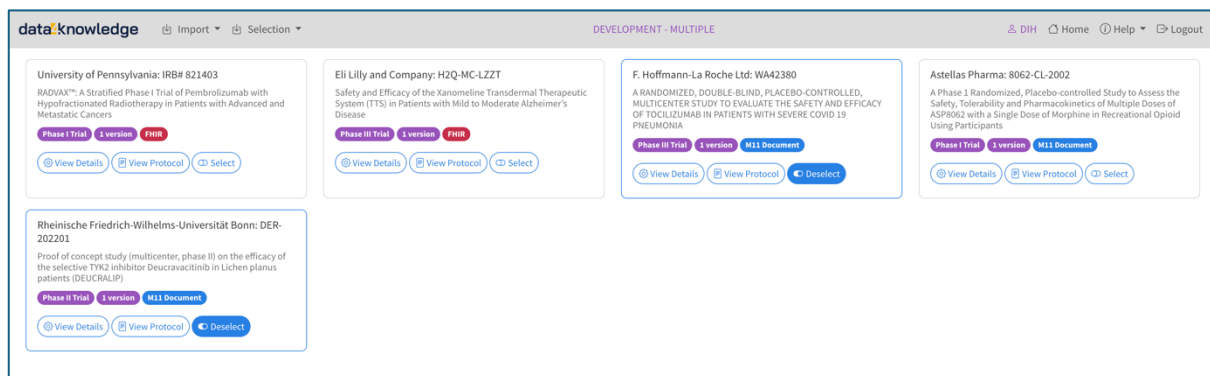 data4knowledge
Import
Selection
DEVELOPMENT - MULTIPLE
DIH
Home
Help
Logout
University of Pennsylvania: IRB# 821403
RADVAX™: A Stratified Phase I Trial of Pembrolizumab with
Hypofractionated Radiotherapy in Patients with Advanced and
Metastatic Cancers
Phase I Trial 1 version FHIR
View Details View Protocol Select
Eli Lilly and Company: H2Q-MC-LZZT
Safety and Efficacy of the Xanomeline Transdermal Therapeutic
System (TTS) in Patients with Mild to Moderate Alzheimer's
Disease
Phase III Trial 1 version FHIR
View Details View Protocol Select
F. Hoffmann-La Roche Ltd: WA42380
A RANDOMIZED, DOUBLE-BLIND, PLACEBO-CONTROLLED,
MULTICENTER STUDY TO EVALUATE THE SAFETY AND EFFICACY
OF TOCILIZUMAB IN PATIENTS WITH SEVERE COVID 19
PNEUMONIA
Phase III Trial 1 version M11 Document
View Details View Protocol Deselect
Astellas Pharma: 8062-CL-2002
A Phase 1 Randomized, Placebo-controlled Study to Assess the
Safety, Tolerability and Pharmacokinetics of Multiple Doses of
ASP8062 with a Single Dose of Morphine in Recreational Opioid
Using Participants
Phase I Trial 1 version M11 Document
View Details View Protocol Select
Rheinische Friedrich-Wilhelms-Universität Bonn: DER-
202201
Proof of concept study (multicenter, phase II) on the efficacy of
the selective TYK2 inhibitor Deucravacitinib in Lichen planus
patients (DEUCRALIP)
Phase II Trial 1 version M11 Document
View Details View Protocol Deselect